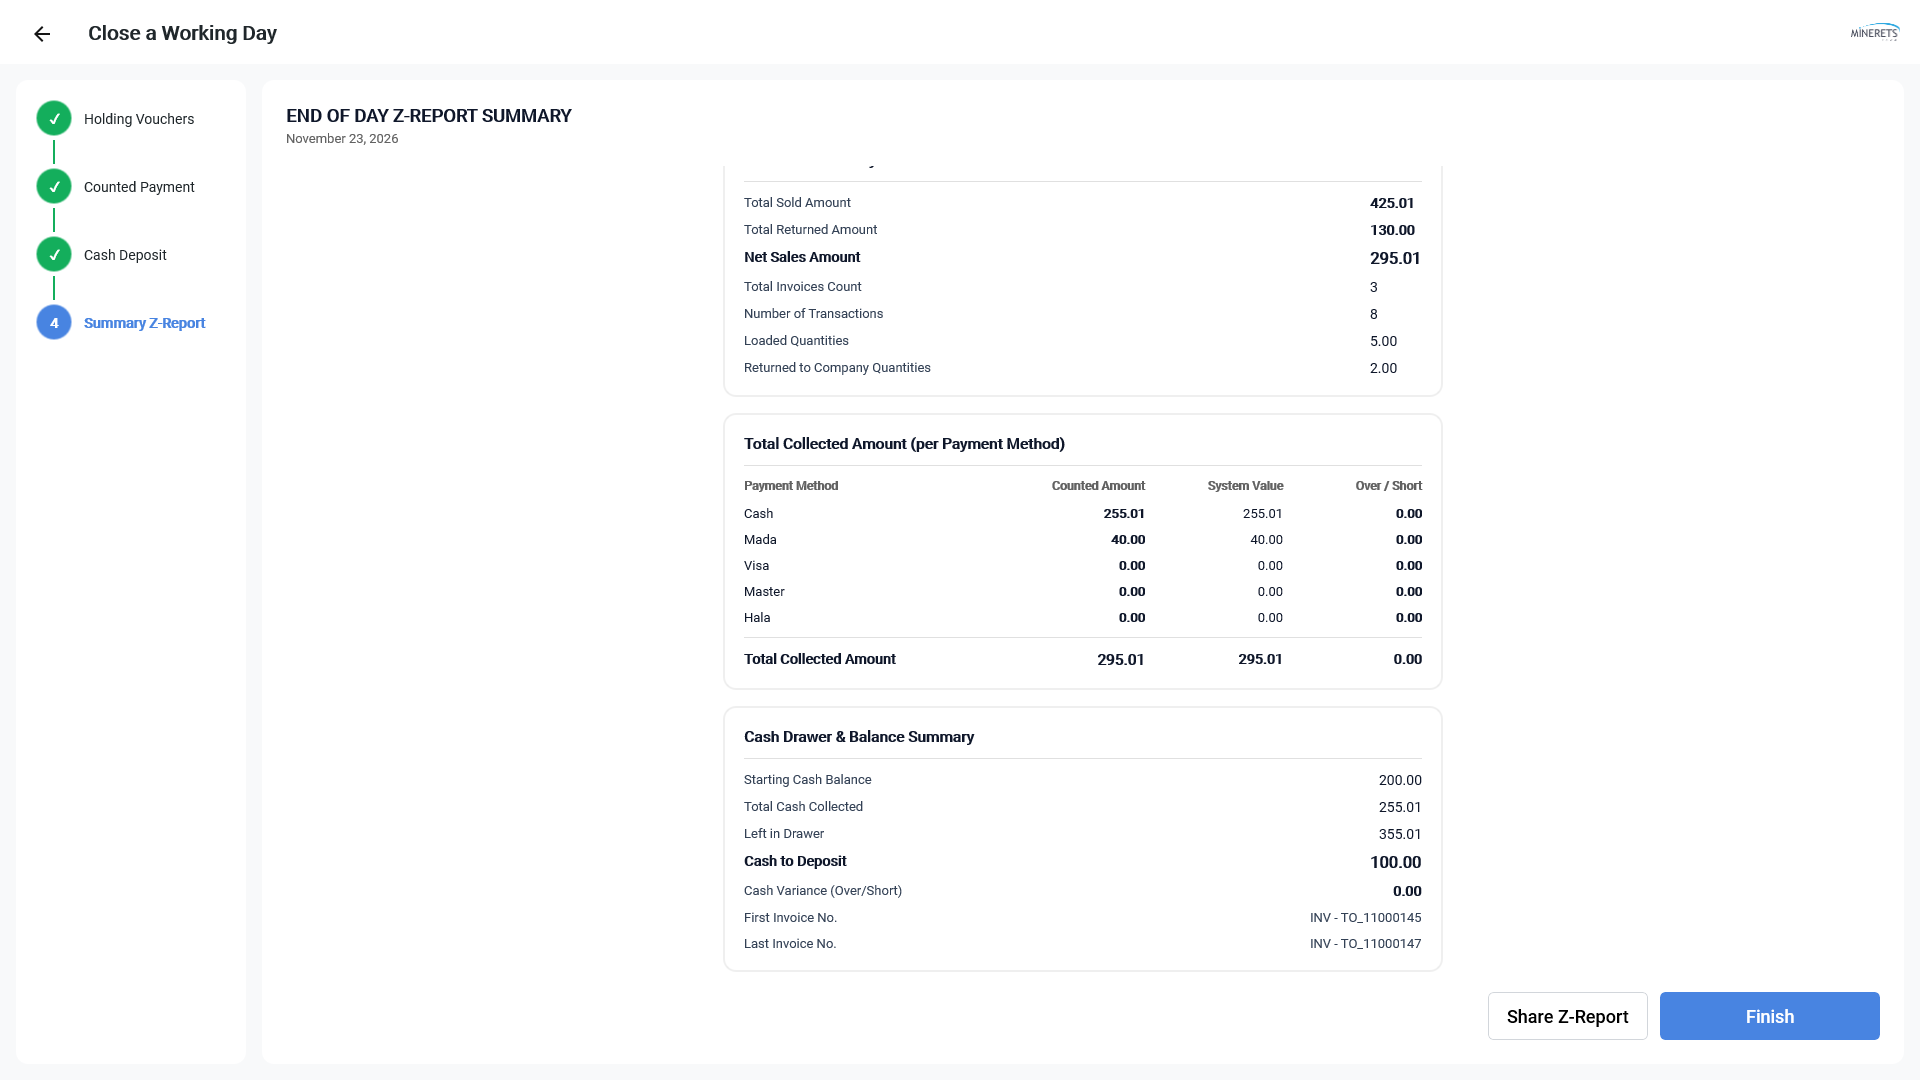 Close a Working Day
MINERETS
Holding Vouchers
Counted Payment
Cash Deposit
4 Summary Z-Report
END OF DAY Z-REPORT SUMMARY
November 23, 2026
Total Sold Amount 425.01
Total Returned Amount 130.00
Net Sales Amount 295.01
Total Invoices Count 3
Number of Transactions 8
Loaded Quantities 5.00
Returned to Company Quantities 2.00
Total Collected Amount (per Payment Method)
Payment Method Counted Amount System Value Over / Short
Cash 255.01 255.01 0.00
Mada 40.00 40.00 0.00
Visa 0.00 0.00 0.00
Master 0.00 0.00 0.00
Hala 0.00 0.00 0.00
Total Collected Amount 295.01 295.01 0.00
Cash Drawer & Balance Summary
Starting Cash Balance 200.00
Total Cash Collected 255.01
Left in Drawer 355.01
Cash to Deposit 100.00
Cash Variance (Over/Short) 0.00
First Invoice No. INV - TO_11000145
Last Invoice No. INV - TO_11000147
Share Z-Report Finish